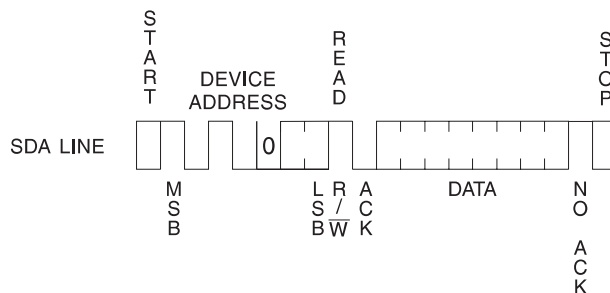 START
READ
STOP
DEVICE
ADDRESS
SDA LINE
0
MSB
LSB
R/W
ACK
DATA
NO ACK